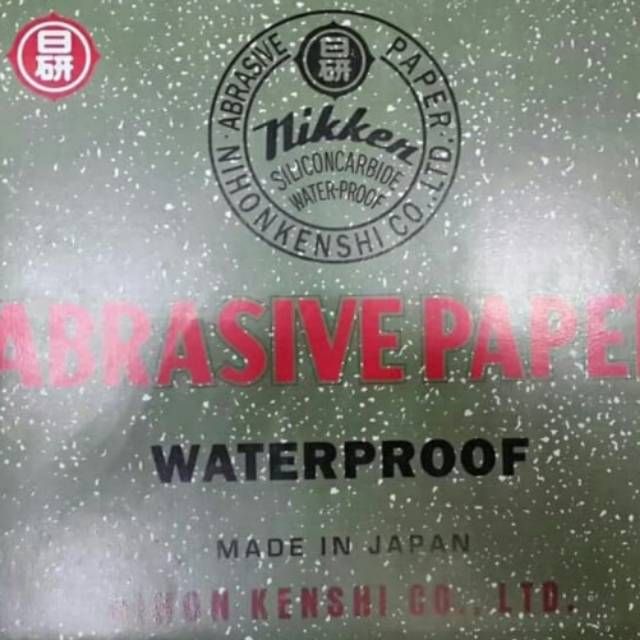 日研
日研
ABRASIVE PAPER
Nikken
SILICONCARBIDE
WATER-PROOF
NIHONKENSHI CO., LTD.
ABRASIVE PAPE
WATERPROOF
MADE IN JAPAN
NIHON KENSHI CO., LTD.